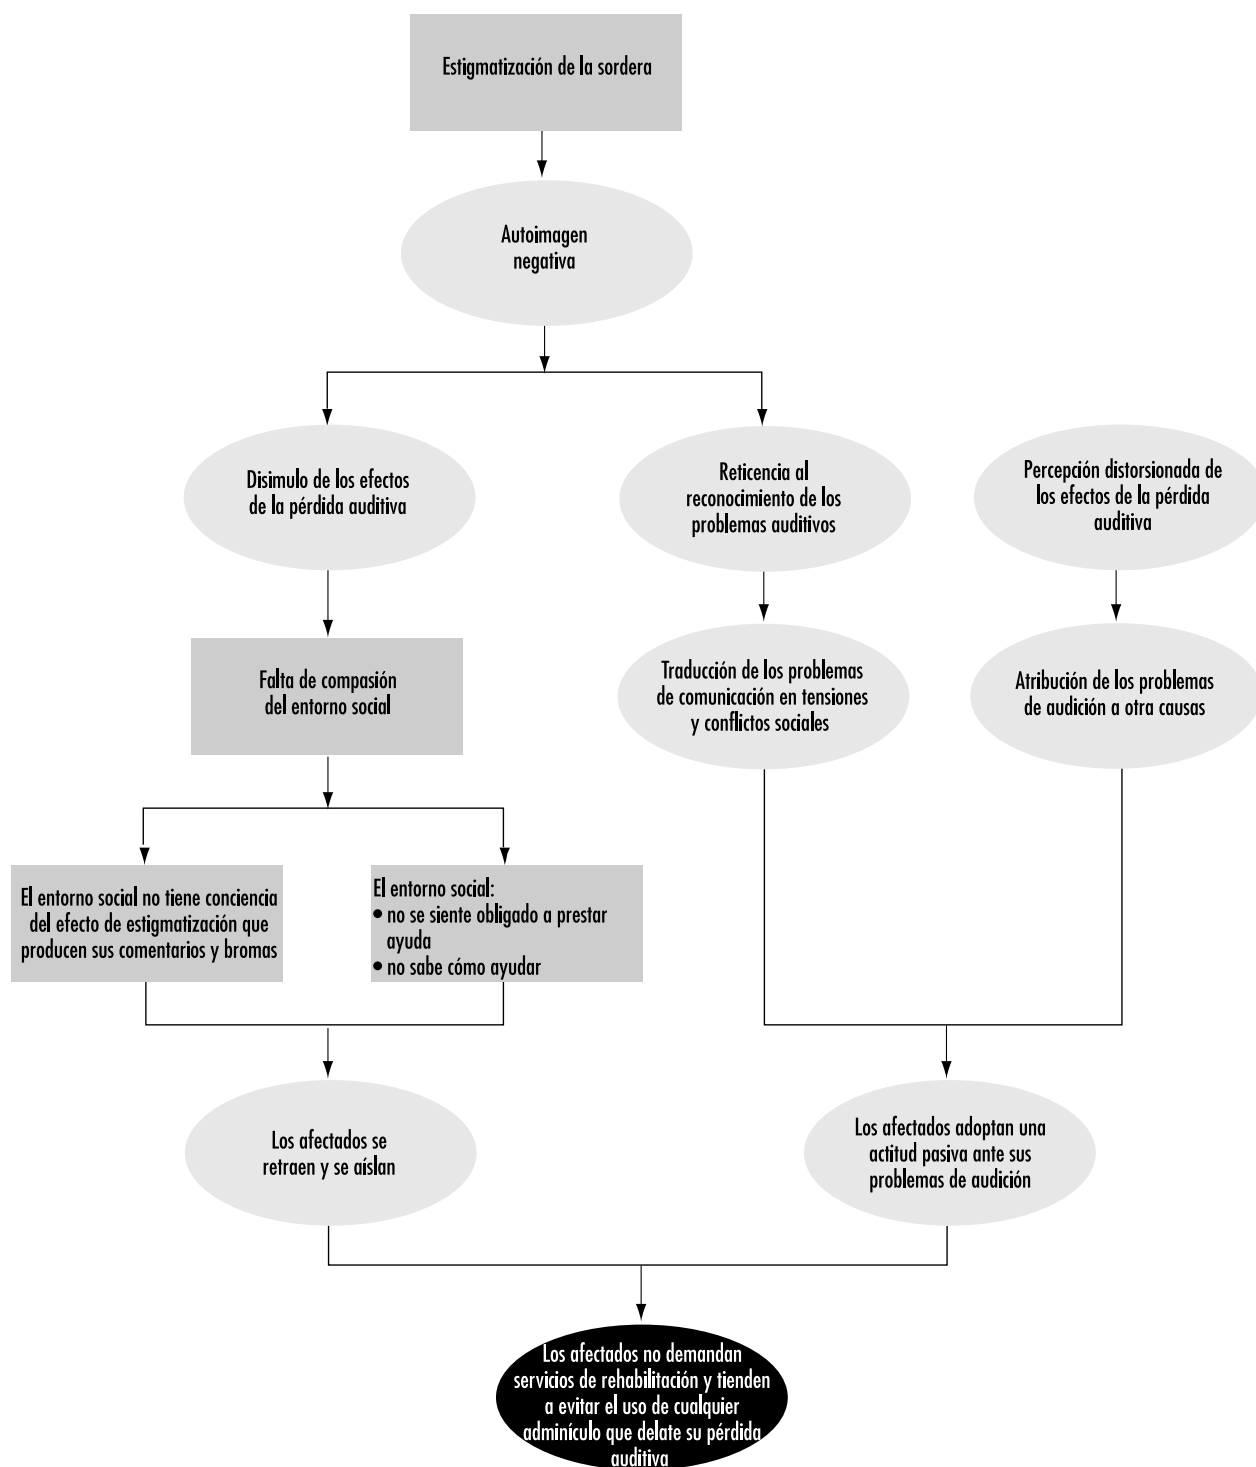 Estigmatización de la sordera
Autoimagen
negativa
Disimulo de los efectos
de la pérdida auditiva
Reticencia al
reconocimiento de los
problemas auditivos
Percepción distorsionada de
los efectos de la pérdida
auditiva
Falta de compasión
del entorno social
Traducción de los problemas
de comunicación en tensiones
y conflictos sociales
Atribución de los problemas
de audición a otra causas
El entorno social no tiene conciencia
del efecto de estigmatización que
producen sus comentarios y bromas
El entorno social:
• no se siente obligado a prestar
ayuda
• no sabe cómo ayudar
Los afectados se
retraen y se aíslan
Los afectados adoptan una
actitud pasiva ante sus
problemas de audición
Los afectados no demandan
servicios de rehabilitación y tienden
a evitar el uso de cualquier
adminículo que delate su pérdida
auditiva